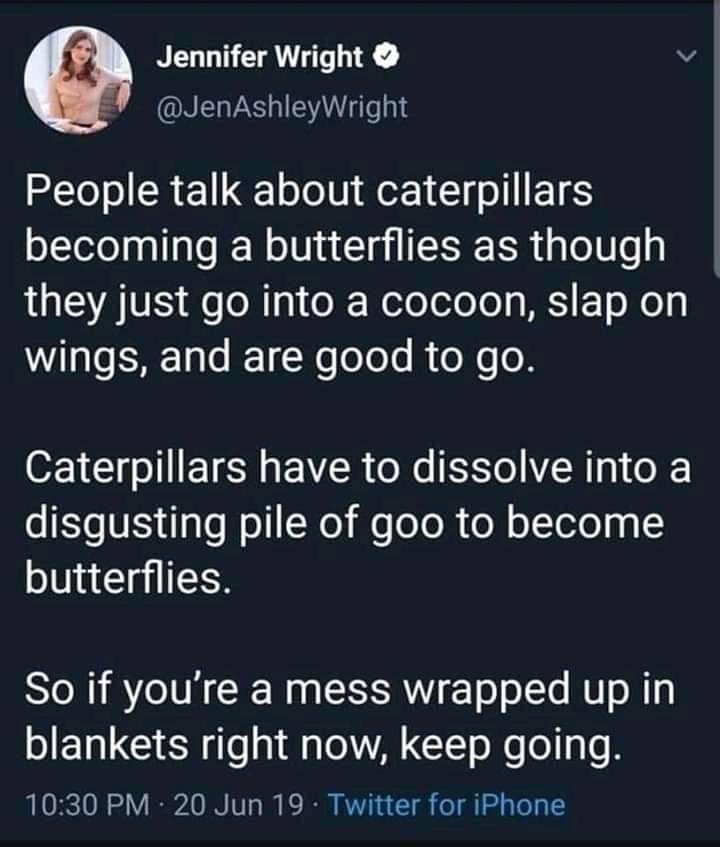 Jennifer Wright
@JenAshleyWright
People talk about caterpillars
becoming a butterflies as though
they just go into a cocoon, slap on
wings, and are good to go.
Caterpillars have to dissolve into a
disgusting pile of goo to become
butterflies.
So if you're a mess wrapped up in
blankets right now, keep going.
10:30 PM · 20 Jun 19 · Twitter for iPhone